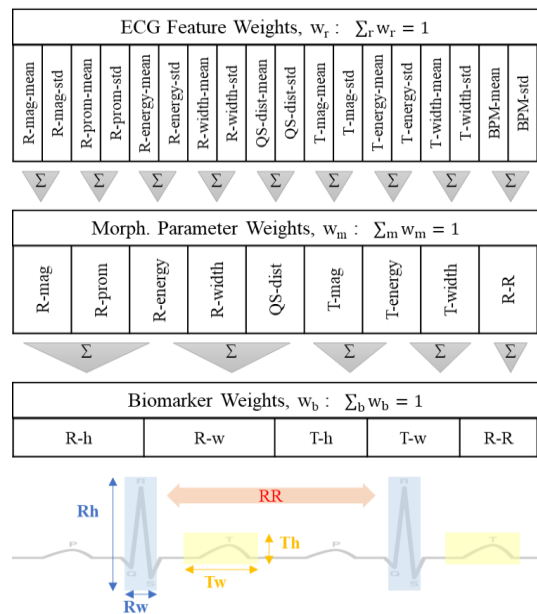 ECG Feature Weights, wᵣ : ∑ᵣ wᵣ = 1
R-mag-mean
R-mag-std
R-prom-mean
R-prom-std
R-energy-mean
R-energy-std
R-width-mean
R-width-std
QS-dist-mean
QS-dist-std
T-mag-mean
T-mag-std
T-energy-mean
T-energy-std
T-width-mean
T-width-std
BPM-mean
BPM-std
Σ Σ Σ Σ Σ Σ Σ Σ Σ
Morph. Parameter Weights, wₘ : ∑ₘ wₘ = 1
R-mag
R-prom
R-energy
R-width
QS-dist
T-mag
T-energy
T-width
R-R
Σ Σ Σ Σ Σ
Biomarker Weights, w_b : ∑_b w_b = 1
R-h R-w T-h T-w R-R
R R
RR
Rh
T T
P P
Th
Q S Q S
Tw
Rw